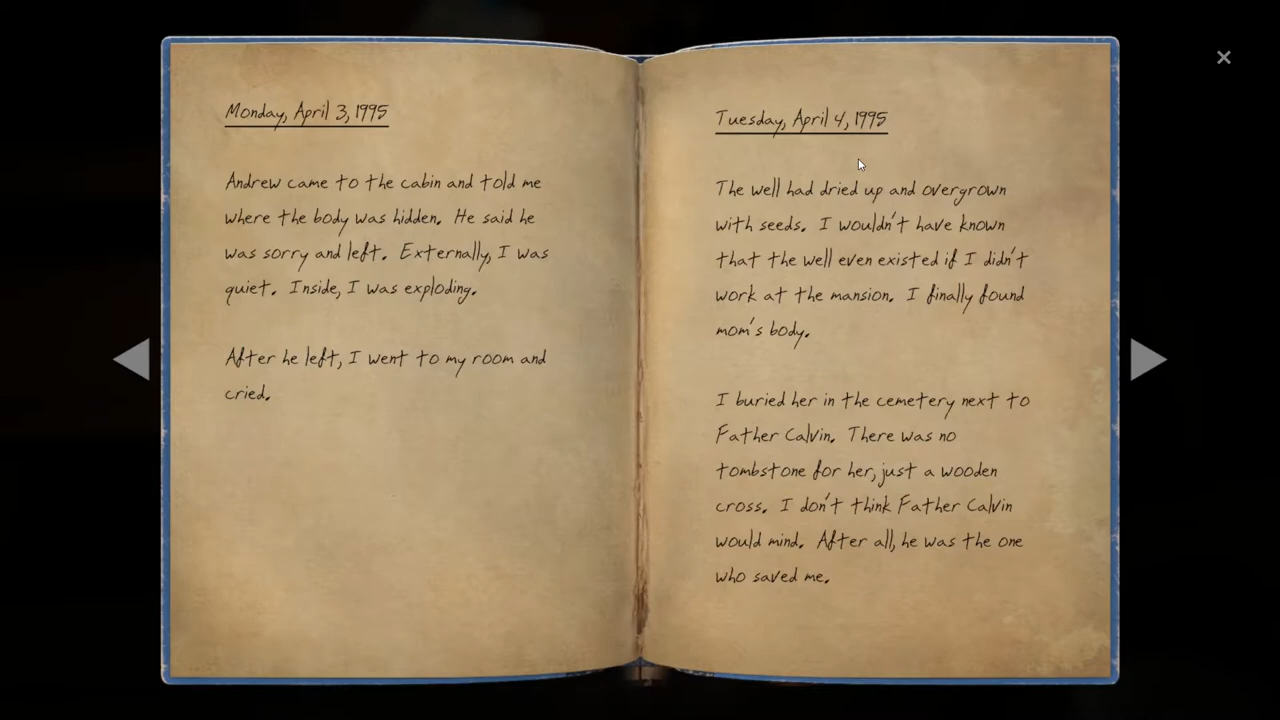 Monday, April 3, 1995
Andrew came to the cabin and told me
where the body was hidden. He said he
was sorry and left. Externally, I was
quiet. Inside, I was exploding.
After he left, I went to my room and
cried.
Tuesday, April 4, 1995
The well had dried up and overgrown
with seeds. I wouldn't have known
that the well even existed if I didn't
work at the mansion. I finally found
mom's body.
I buried her in the cemetery next to
Father Calvin. There was no
tombstone for her, just a wooden
cross. I don't think Father Calvin
would mind. After all, he was the one
who saved me.